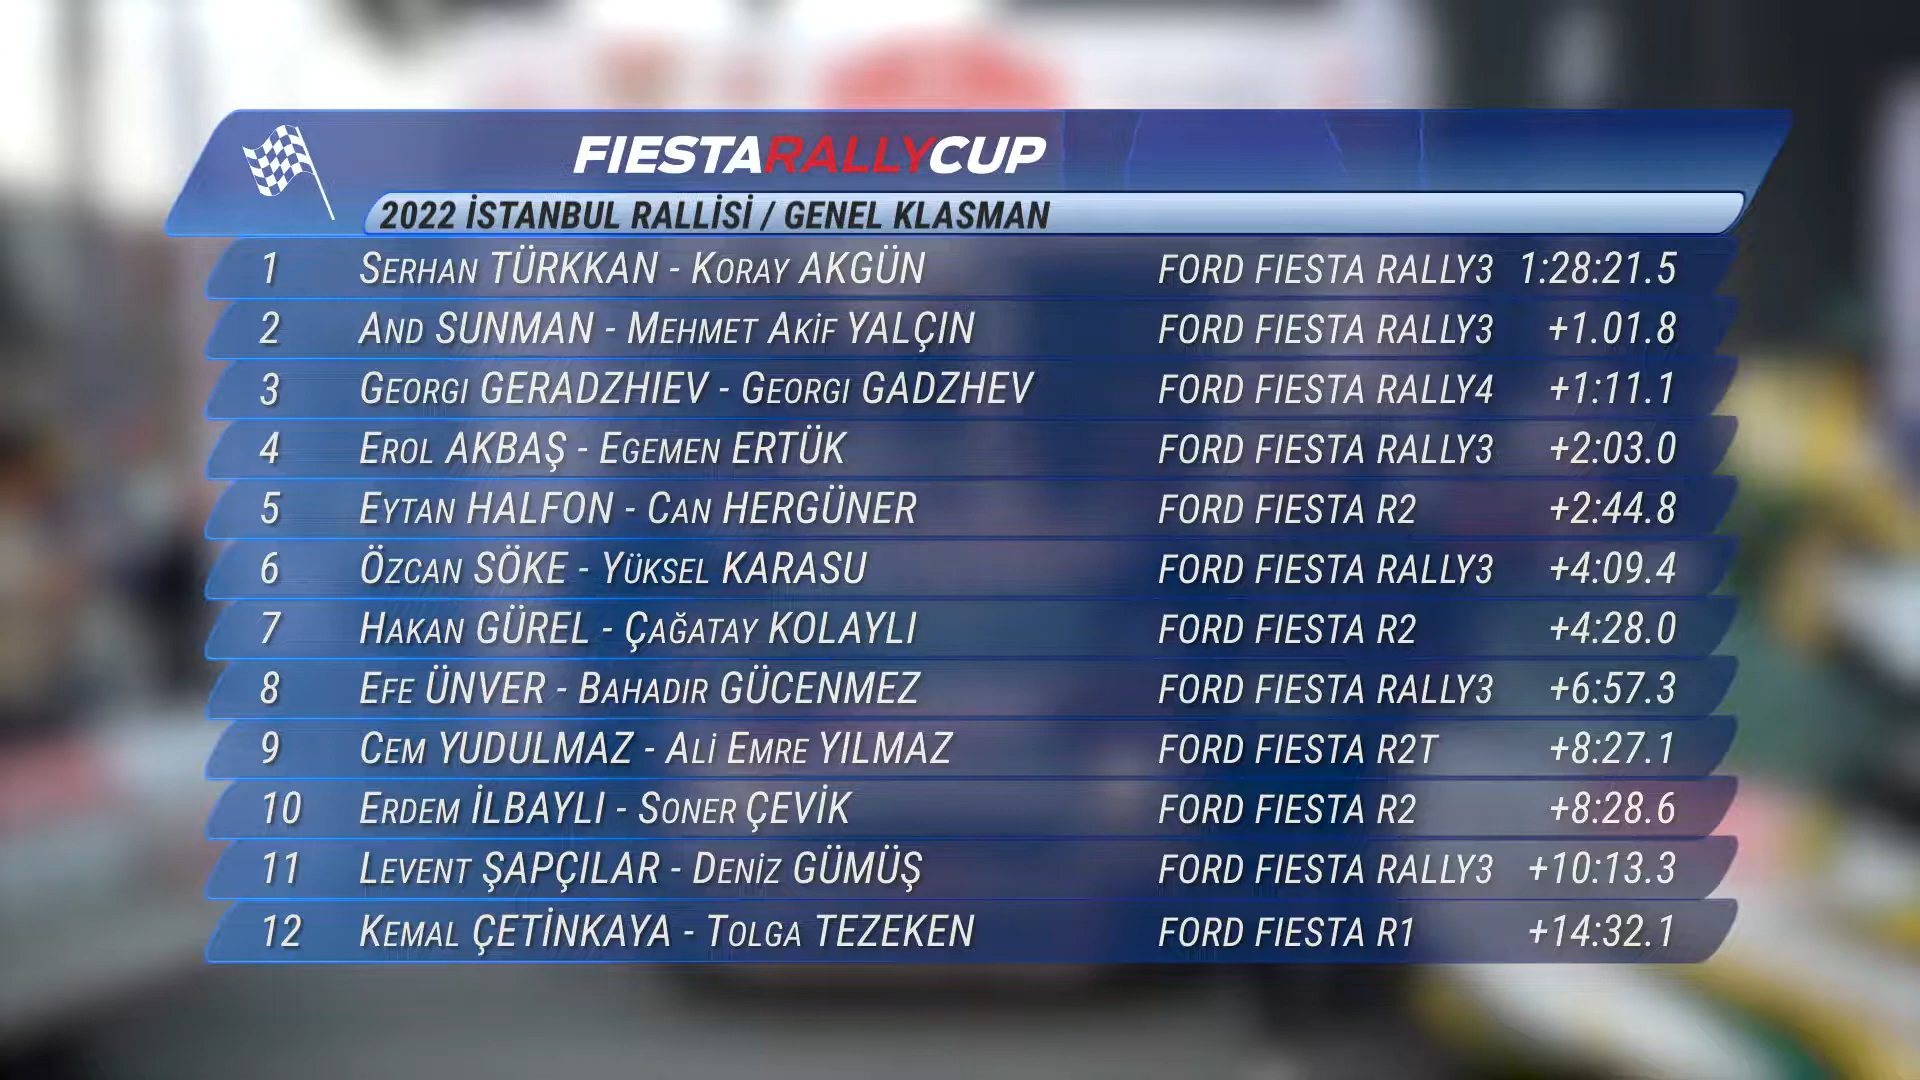 FIESTARALLYCUP
2022 İSTANBUL RALLİSİ / GENEL KLASMAN
1 SERHAN TÜRKKAN - KORAY AKGÜN FORD FIESTA RALLY3 1:28:21.5
2 AND SUNMAN - MEHMET AKİF YALÇIN FORD FIESTA RALLY3 +1.01.8
3 GEORGI GERADZHIEV - GEORGI GADZHEV FORD FIESTA RALLY4 +1:11.1
4 EROL AKBAŞ - EGEMEN ERTÜK FORD FIESTA RALLY3 +2:03.0
5 EYTAN HALFON - CAN HERGÜNER FORD FIESTA R2 +2:44.8
6 ÖZCAN SÖKE - YÜKSEL KARASU FORD FIESTA RALLY3 +4:09.4
7 HAKAN GÜREL - ÇAĞATAY KOLAYLI FORD FIESTA R2 +4:28.0
8 EFE ÜNVER - BAHADIR GÜCENMEZ FORD FIESTA RALLY3 +6:57.3
9 CEM YUDULMAZ - ALİ EMRE YILMAZ FORD FIESTA R2T +8:27.1
10 ERDEM İLBAYLI - SONER ÇEVİK FORD FIESTA R2 +8:28.6
11 LEVENT ŞAPÇILAR - DENİZ GÜMÜŞ FORD FIESTA RALLY3 +10:13.3
12 KEMAL ÇETİNKAYA - TOLGA TEZEKEN FORD FIESTA R1 +14:32.1